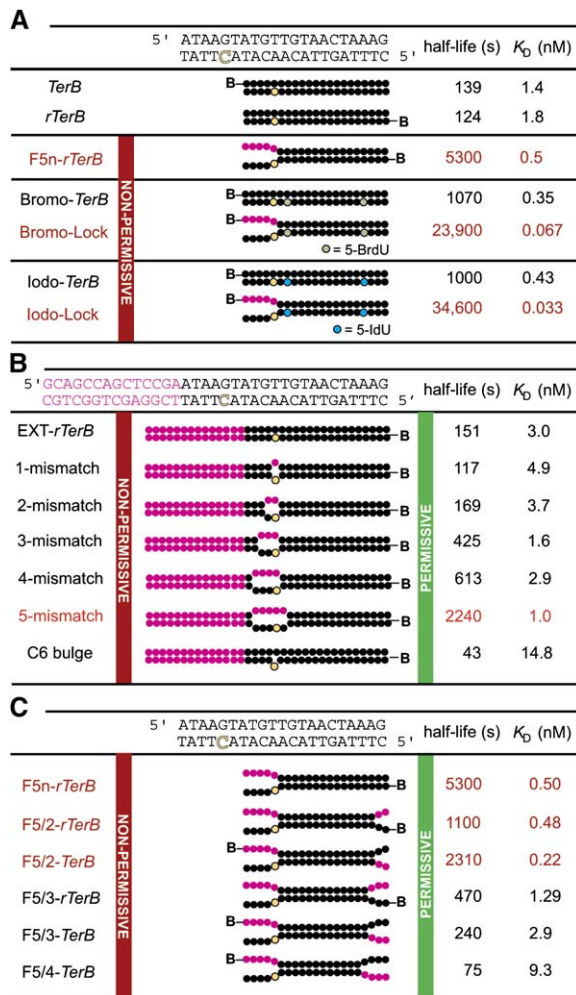 A
5' ATAAGTATGTTGTAACTAAAG half-life (s) KD (nM)
TATTCATACAACATTGATTTC 5'
TerB B 139 1.4
rTerB B 124 1.8
F5n-rTerB B 5300 0.5
NON-PERMISSIVE
Bromo-TerB B 1070 0.35
Bromo-Lock B 23,900 0.067
= 5-BrdU
Iodo-TerB B 1000 0.43
Iodo-Lock B 34,600 0.033
= 5-IdU
B
5'GCAGCCAGCTCCGAATAAGTATGTTGTAACTAAAG half-life (s) KD (nM)
CGTCGGTCGAGGCTTATTCATACAACATTGATTTC 5'
EXT-rTerB B 151 3.0
1-mismatch B 117 4.9
2-mismatch B 169 3.7
NON-PERMISSIVE
PERMISSIVE
3-mismatch B 425 1.6
4-mismatch B 613 2.9
5-mismatch B 2240 1.0
C6 bulge B 43 14.8
C
5' ATAAGTATGTTGTAACTAAAG half-life (s) KD (nM)
TATTCATACAACATTGATTTC 5'
F5n-rTerB B 5300 0.50
F5/2-rTerB B 1100 0.48
F5/2-TerB B 2310 0.22
NON-PERMISSIVE
PERMISSIVE
F5/3-rTerB B 470 1.29
F5/3-TerB B 240 2.9
F5/4-TerB B 75 9.3